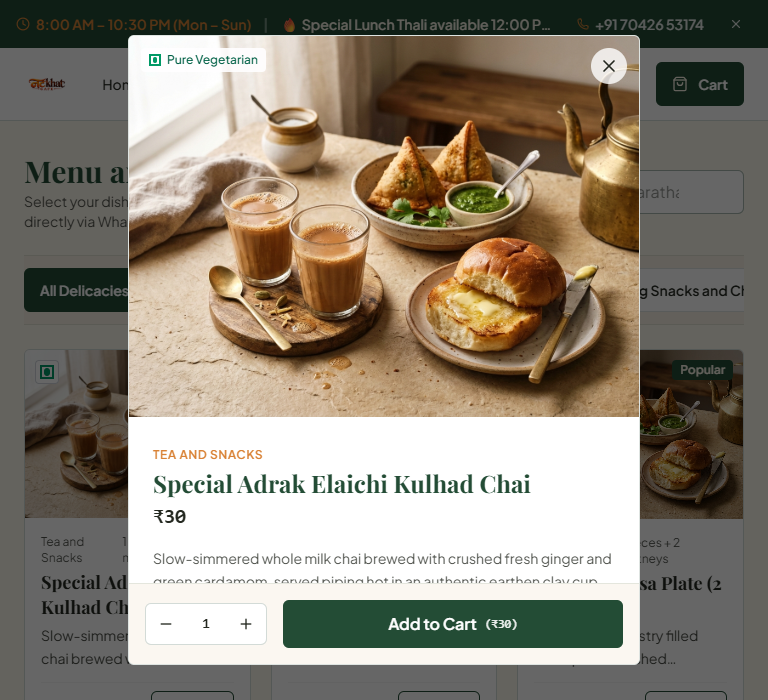 8:00 AM – 10:30 PM (Mon – Sun) | Special Lunch Thali available 12:00 P... +91 70426 53174
Cart
Menu a
Select your dish
directly via Wha
aratha
All Delicacies
g Snacks and Ch
Pure Vegetarian
TEA AND SNACKS
Special Adrak Elaichi Kulhad Chai
₹30
Slow-simmered whole milk chai brewed with crushed fresh ginger and
green cardamom, served piping hot in an authentic earthen clay cup.
1
Add to Cart (₹30)
Popular
Tea and
Snacks
Special Ad
Kulhad Ch
Slow-simmer
chai brewed
eces + 2
tneys
sa Plate (2
stry filled
ched...